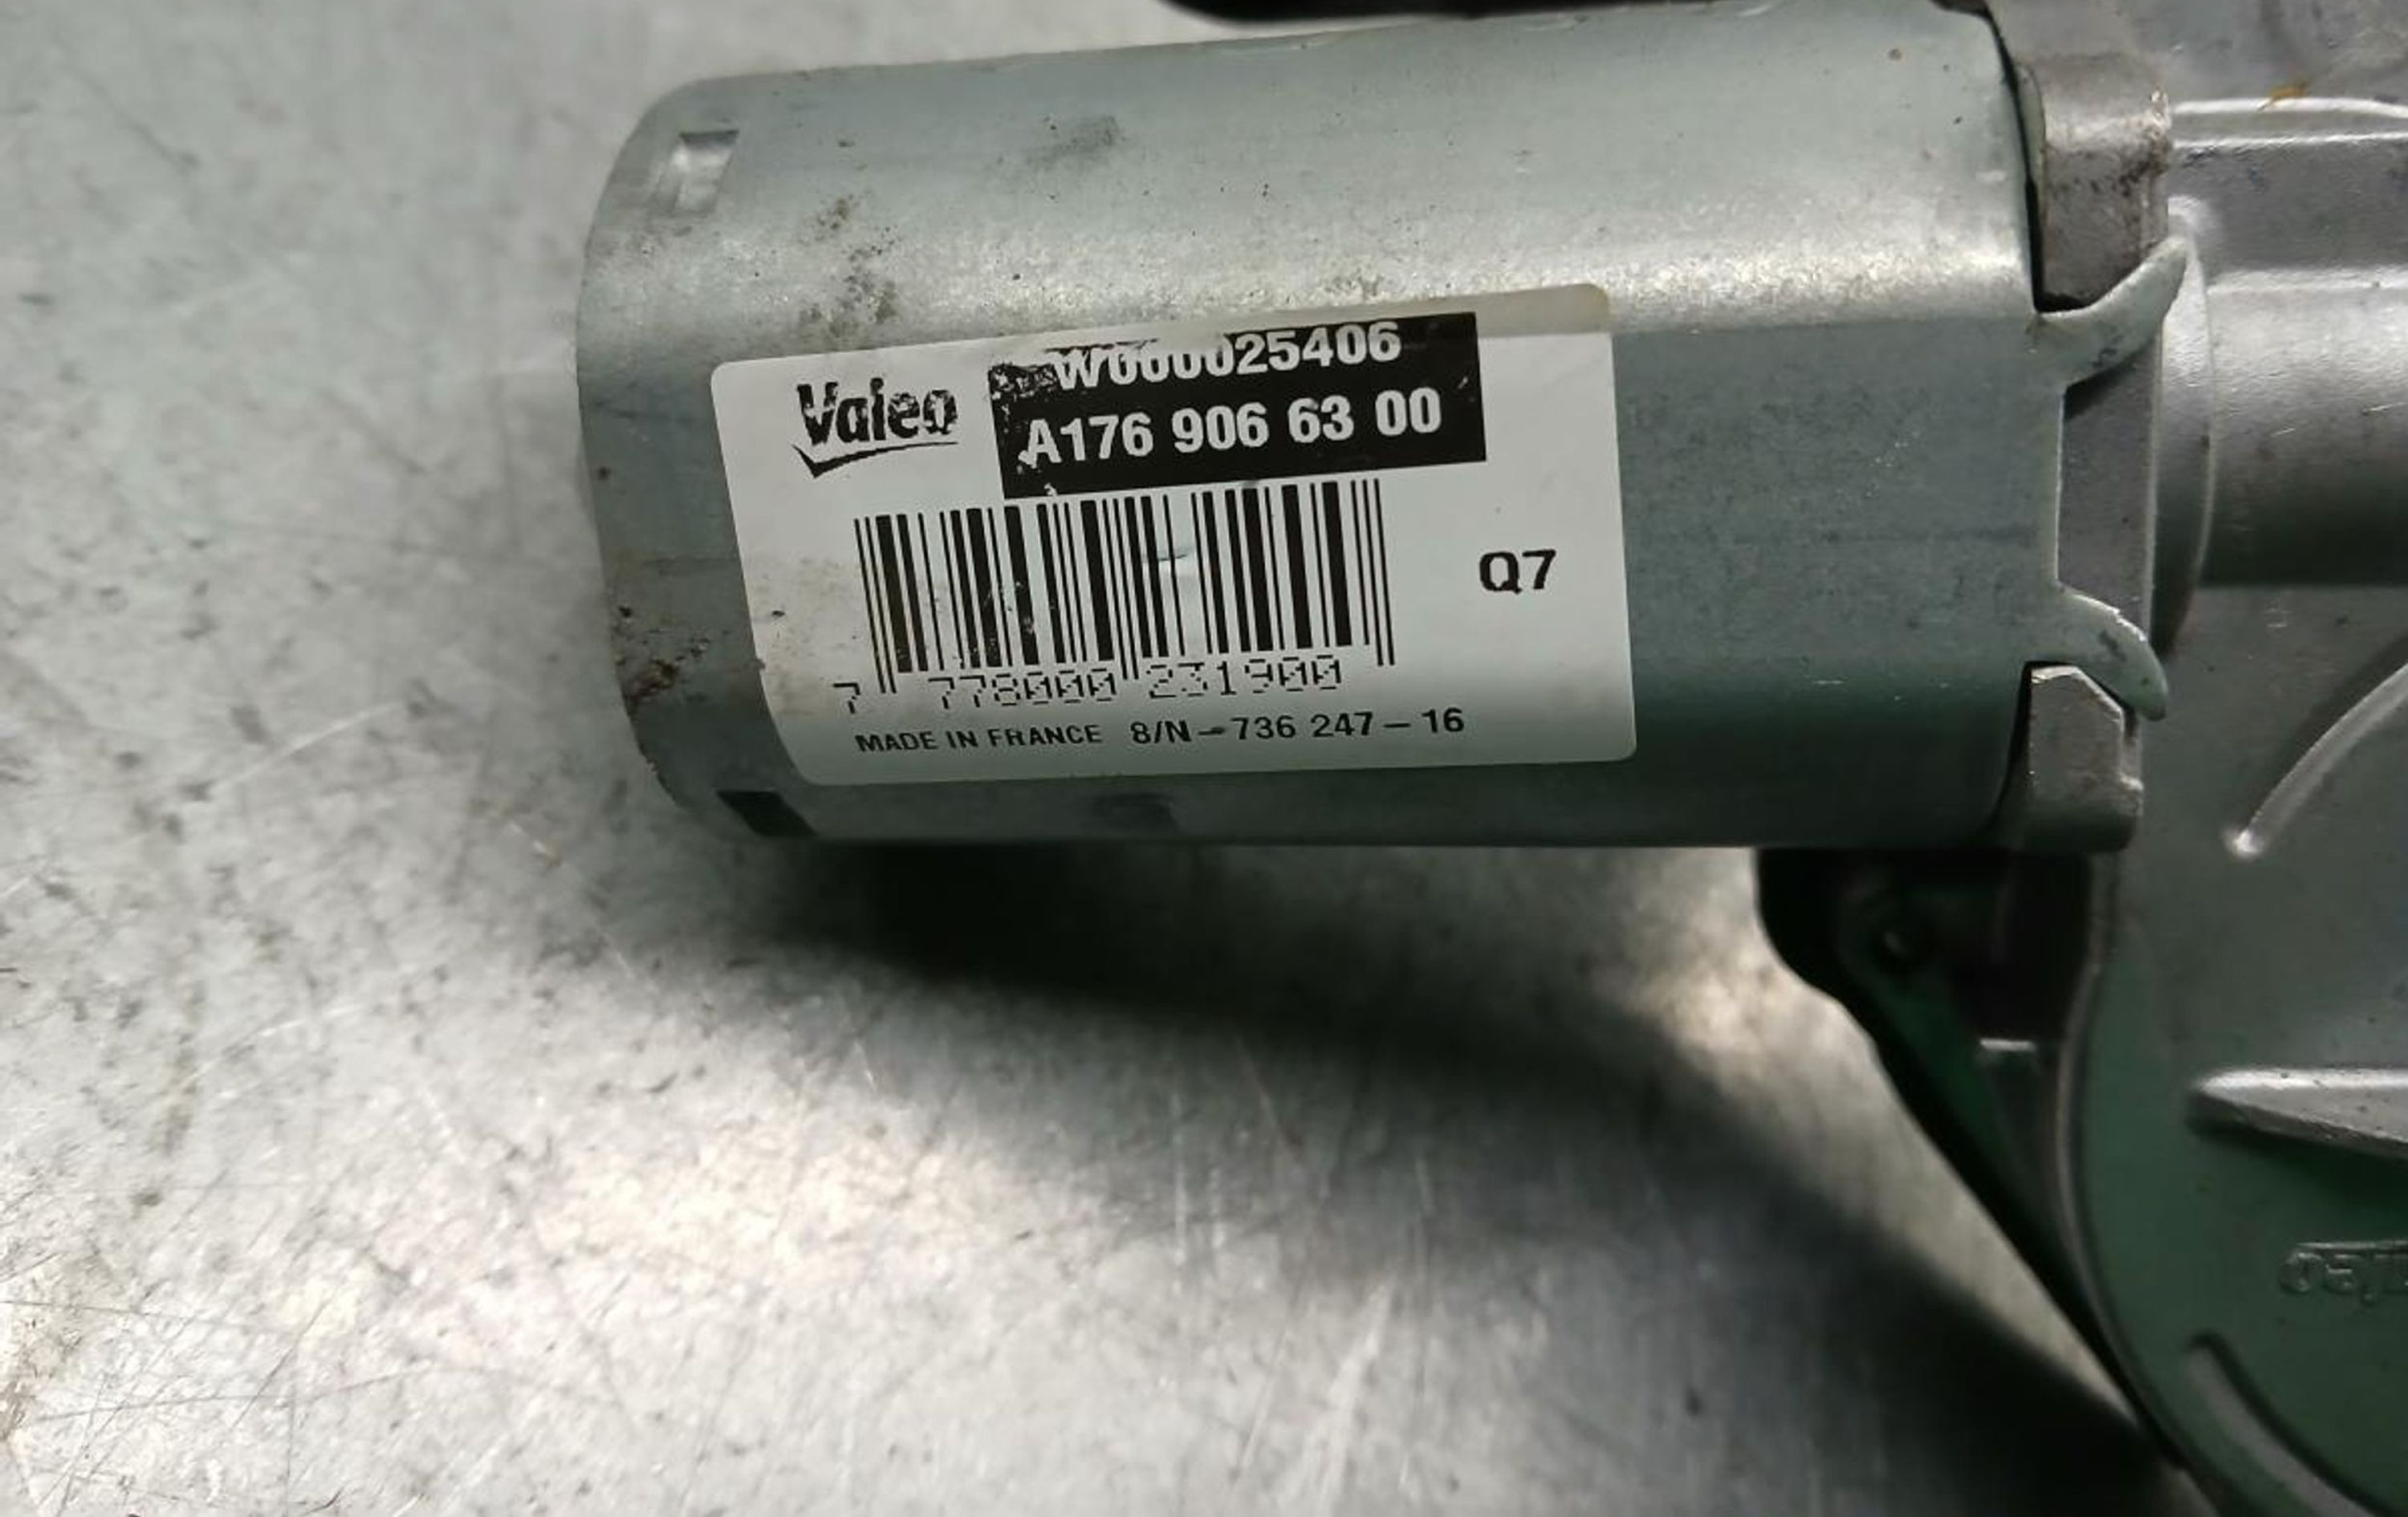 Valeo
W000025406
A176 906 63 00
Q7
7 778000 231900
MADE IN FRANCE 8/N-736 247-16